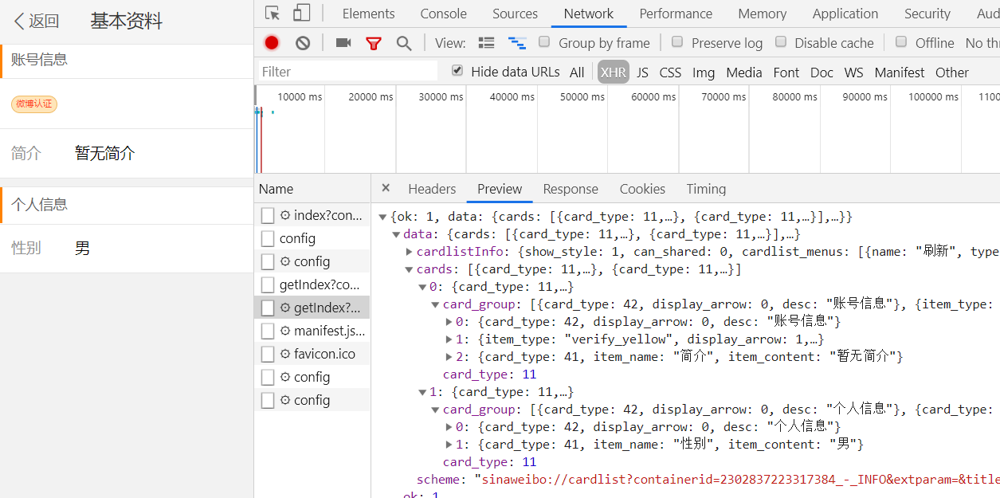 返回 基本资料
账号信息
微博认证
简介 暂无简介
个人信息
性别 男
Elements Console Sources Network Performance Memory Application Security Aud
View: Group by frame Preserve log Disable cache Offline No thr
Filter Hide data URLs All XHR JS CSS Img Media Font Doc WS Manifest Other
10000 ms 20000 ms 30000 ms 40000 ms 50000 ms 60000 ms 70000 ms 80000 ms 90000 ms 100000 ms 1100
Name
index?con...
config
config
getIndex?co...
getIndex?...
manifest.js...
favicon.ico
config
config
× Headers Preview Response Cookies Timing
{ok: 1, data: {cards: [{card_type: 11,…}, {card_type: 11,…}],…}}
data: {cards: [{card_type: 11,…}, {card_type: 11,…}],…}
cardlistInfo: {show_style: 1, can_shared: 0, cardlist_menus: [{name: "刷新", type
cards: [{card_type: 11,…}, {card_type: 11,…}]
0: {card_type: 11,…}
card_group: [{card_type: 42, display_arrow: 0, desc: "账号信息"}, {item_type:
0: {card_type: 42, display_arrow: 0, desc: "账号信息"}
1: {item_type: "verify_yellow", display_arrow: 1,…}
2: {card_type: 41, item_name: "简介", item_content: "暂无简介"}
card_type: 11
1: {card_type: 11,…}
card_group: [{card_type: 42, display_arrow: 0, desc: "个人信息"}, {card_type:
0: {card_type: 42, display_arrow: 0, desc: "个人信息"}
1: {card_type: 41, item_name: "性别", item_content: "男"}
card_type: 11
scheme: "sinaweibo://cardlist?containerid=2302837223317384_-_INFO&extparam=&title
ok: 1